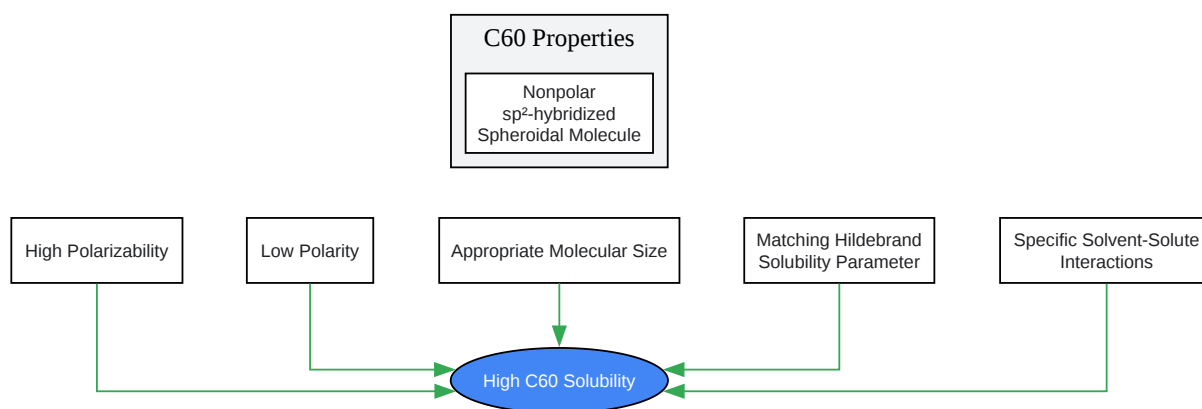 C60 Properties
Nonpolar
sp²-hybridized
Spheroidal Molecule
High Polarizability
Low Polarity
Appropriate Molecular Size
Matching Hildebrand
Solubility Parameter
Specific Solvent-Solute
Interactions
High C60 Solubility